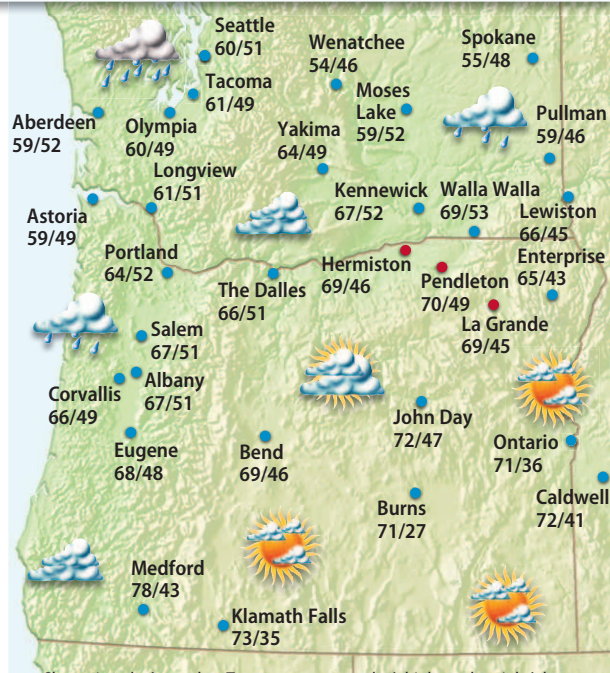 Seattle
60/51
Wenatchee
54/46
Spokane
55/48
Tacoma
61/49
Moses
Lake
59/52
Aberdeen
59/52
Olympia
60/49
Yakima
64/49
Pullman
59/46
Longview
61/51
Kennewick
67/52
Walla Walla
69/53
Lewiston
66/45
Astoria
59/49
Portland
64/52
The Dalles
66/51
Hermiston
69/46
Pendleton
70/49
Enterprise
65/43
La Grande
69/45
Salem
67/51
Albany
67/51
Corvallis
66/49
Eugene
68/48
Bend
69/46
John Day
72/47
Ontario
71/36
Caldwell
72/41
Burns
71/27
Medford
78/43
Klamath Falls
73/35